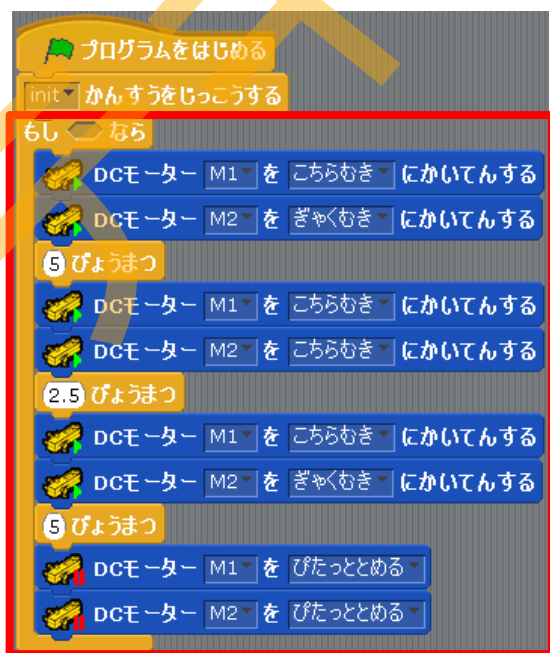 プログラムをはじめる
init かんすうをじっこうする
もし なら
DCモーター M1 を こちらむき にかいてんする
DCモーター M2 を ぎゃくむき にかいてんする
5 びょうまつ
DCモーター M1 を こちらむき にかいてんする
DCモーター M2 を こちらむき にかいてんする
2.5 びょうまつ
DCモーター M1 を こちらむき にかいてんする
DCモーター M2 を ぎゃくむき にかいてんする
5 びょうまつ
DCモーター M1 を ぴたっととめる
DCモーター M2 を ぴたっととめる